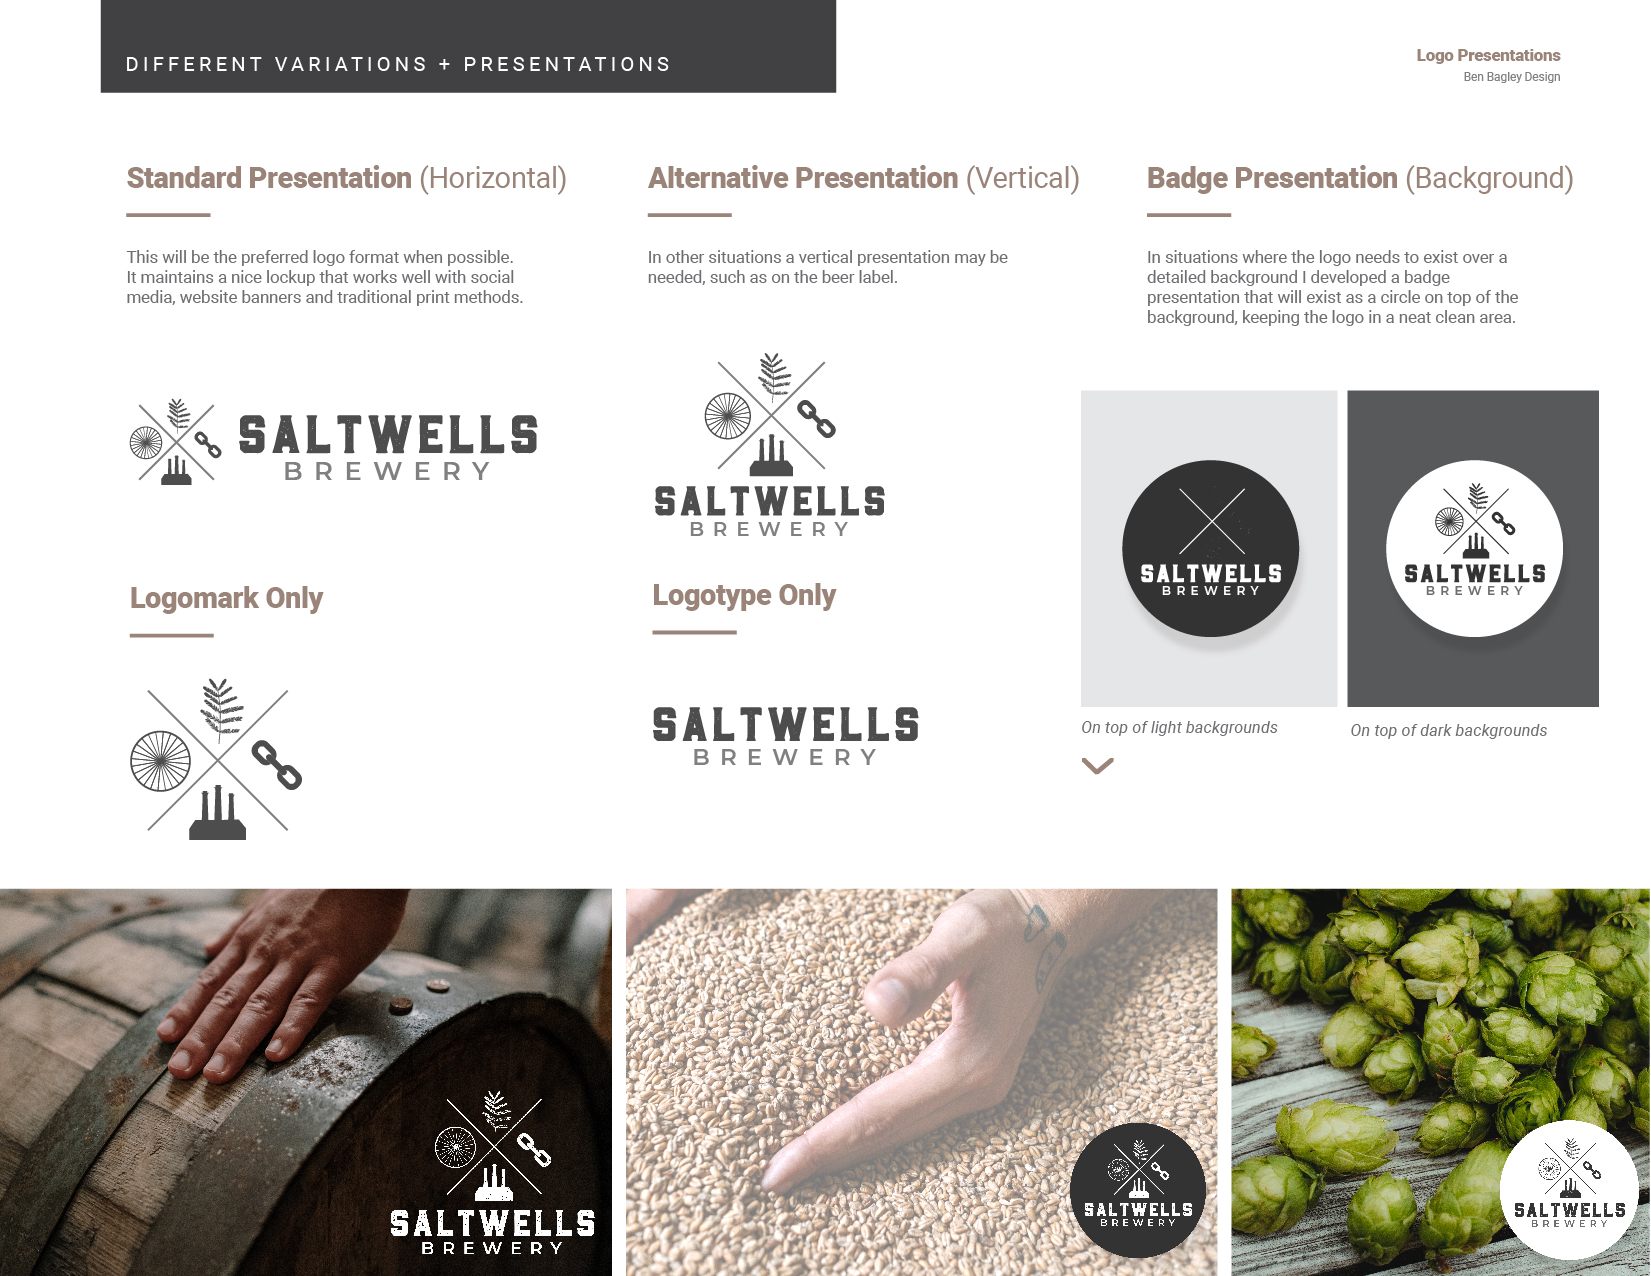 DIFFERENT VARIATIONS + PRESENTATIONS
Logo Presentations
Ben Bagley Design
Standard Presentation (Horizontal)
This will be the preferred logo format when possible.
It maintains a nice lockup that works well with social
media, website banners and traditional print methods.
SALTWELLS
BREWERY
Alternative Presentation (Vertical)
In other situations a vertical presentation may be
needed, such as on the beer label.
SALTWELLS
BREWERY
Badge Presentation (Background)
In situations where the logo needs to exist over a
detailed background I developed a badge
presentation that will exist as a circle on top of the
background, keeping the logo in a neat clean area.
SALTWELLS
BREWERY
On top of light backgrounds
SALTWELLS
BREWERY
On top of dark backgrounds
Logomark Only
Logotype Only
SALTWELLS
BREWERY
SALTWELLS
BREWERY
SALTWELLS
BREWERY
SALTWELLS
BREWERY